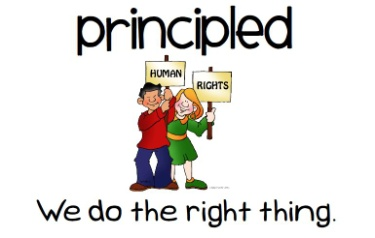 principled
HUMAN
RIGHTS
We do the right thing.